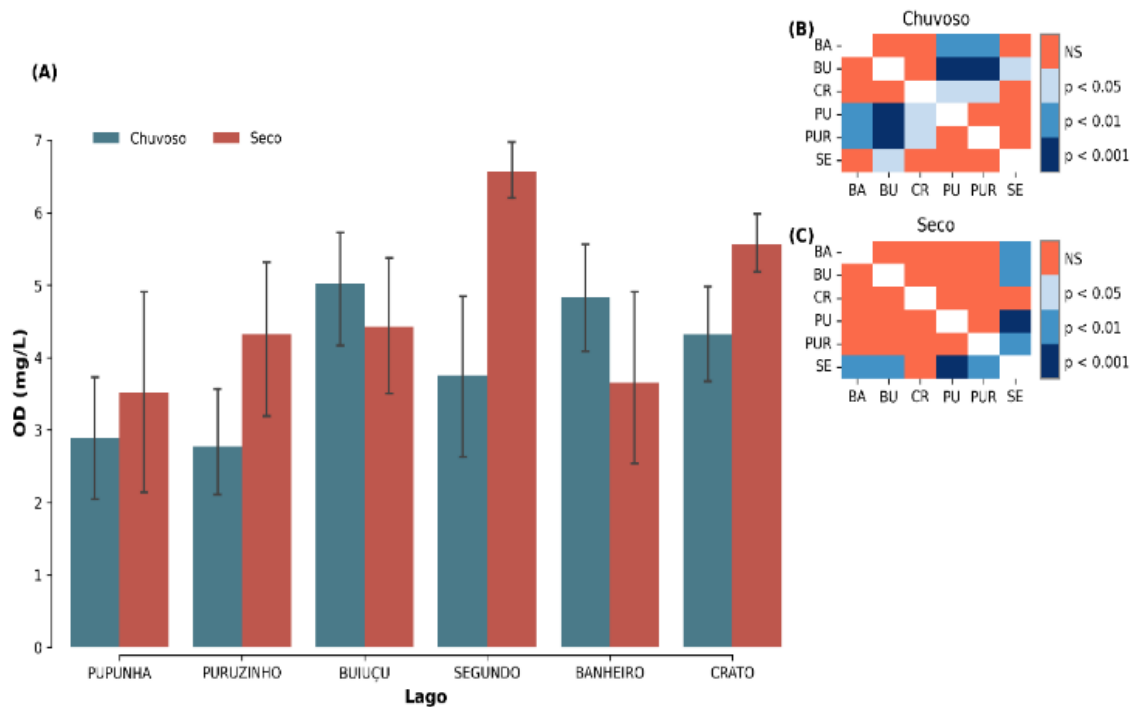 (A)
Chuvoso Seco
OD (mg/L)
7
6
5
4
3
2
1
0
PUPUNHA PURUZINHO BUIUÇU SEGUNDO BANHEIRO CRATO
Lago
(B)
Chuvoso
BA
BU
CR
PU
PUR
SE
BA BU CR PU PUR SE
NS
p < 0.05
p < 0.01
p < 0.001
(C)
Seco
BA
BU
CR
PU
PUR
SE
BA BU CR PU PUR SE
NS
p < 0.05
p < 0.01
p < 0.001